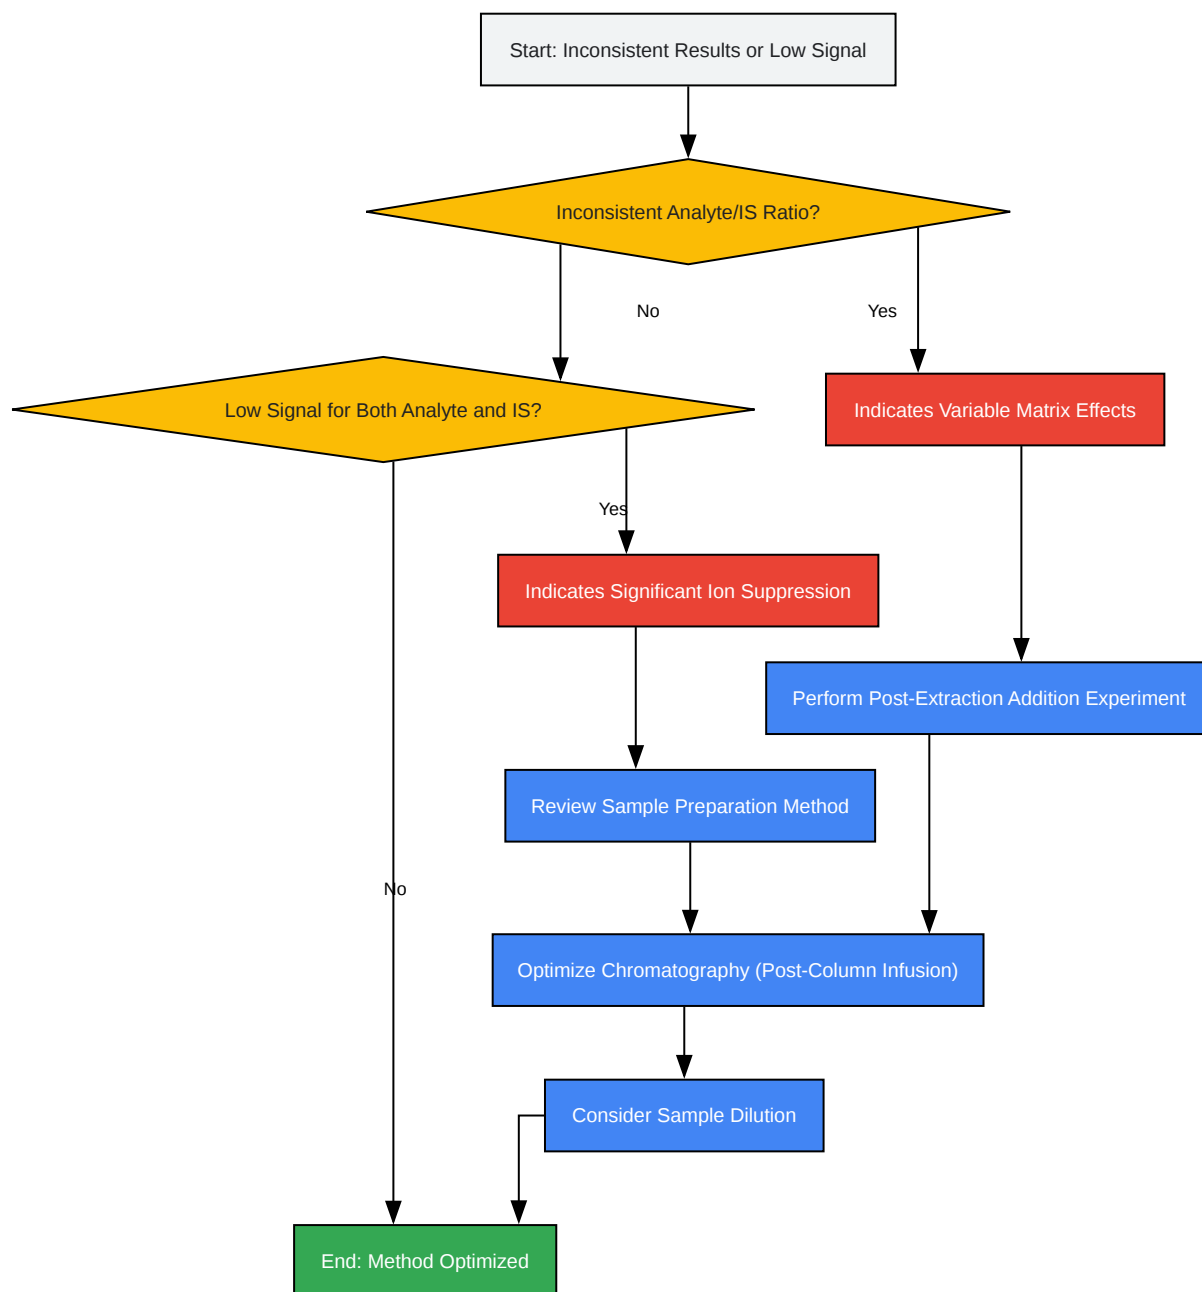 Start: Inconsistent Results or Low Signal
Inconsistent Analyte/IS Ratio?
No
Yes
Low Signal for Both Analyte and IS?
Indicates Variable Matrix Effects
Yes
Indicates Significant Ion Suppression
Perform Post-Extraction Addition Experiment
Review Sample Preparation Method
No
Optimize Chromatography (Post-Column Infusion)
Consider Sample Dilution
End: Method Optimized